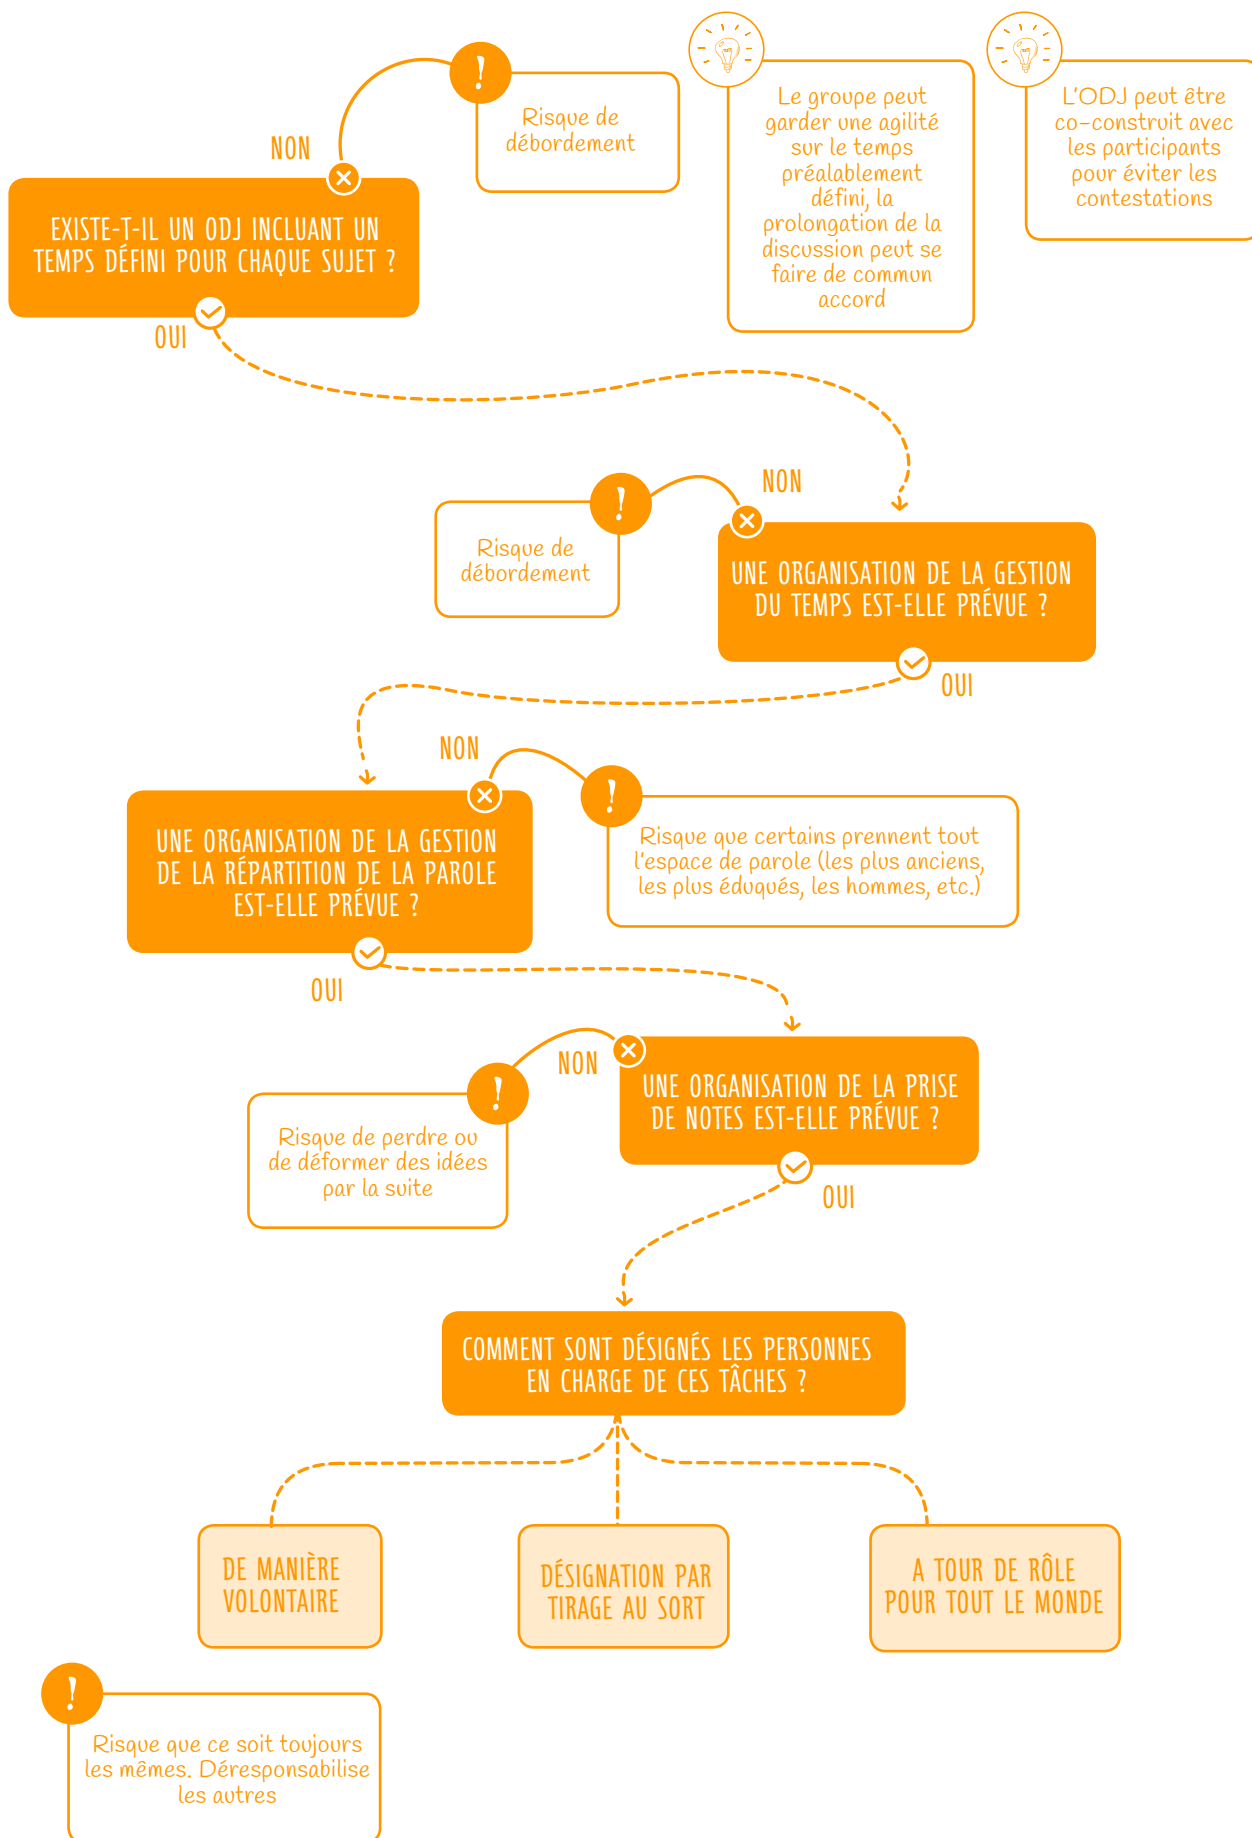 NON
!
Risque de
débordement
Le groupe peut
garder une agilité
sur le temps
préalablement
défini, la
prolongation de la
discussion peut se
faire de commun
accord
L'ODJ peut être
co-construit avec
les participants
pour éviter les
contestations
EXISTE-T-IL UN ODJ INCLUANT UN
TEMPS DÉFINI POUR CHAQUE SUJET ?
OUI
NON
!
Risque de
débordement
UNE ORGANISATION DE LA GESTION
DU TEMPS EST-ELLE PRÉVUE ?
OUI
NON
!
Risque que certains prennent tout
l'espace de parole (les plus anciens,
les plus éduqués, les hommes, etc.)
UNE ORGANISATION DE LA GESTION
DE LA RÉPARTITION DE LA PAROLE
EST-ELLE PRÉVUE ?
OUI
NON
!
Risque de perdre ou
de déformer des idées
par la suite
UNE ORGANISATION DE LA PRISE
DE NOTES EST-ELLE PRÉVUE ?
OUI
COMMENT SONT DÉSIGNÉS LES PERSONNES
EN CHARGE DE CES TÂCHES ?
DE MANIÈRE
VOLONTAIRE
DÉSIGNATION PAR
TIRAGE AU SORT
A TOUR DE RÔLE
POUR TOUT LE MONDE
!
Risque que ce soit toujours
les mêmes. Déresponsabilise
les autres